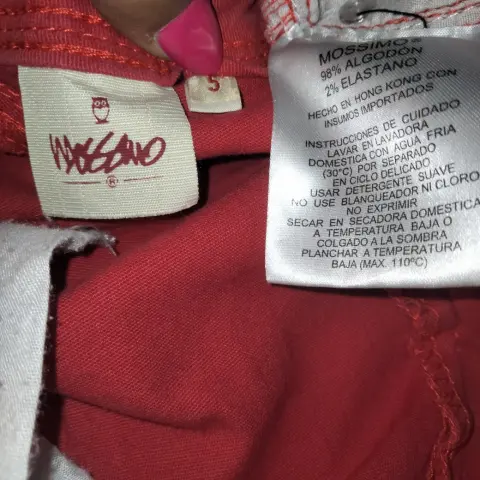 mossimo
®
5
MOSSIMO®
98% ALGODÓN
2% ELASTANO
HECHO EN HONG KONG CON
INSUMOS IMPORTADOS
INSTRUCCIONES DE CUIDADO
LAVAR EN LAVADORA
DOMESTICA CON AGUA FRIA
(30°C) POR SEPARADO
EN CICLO DELICADO
USAR DETERGENTE SUAVE
NO USE BLANQUEADOR NI CLORO
NO EXPRIMIR
SECAR EN SECADORA DOMESTICA
A TEMPERATURA BAJA O
COLGADO A LA SOMBRA
PLANCHAR A TEMPERATURA
BAJA (MAX. 110°C)